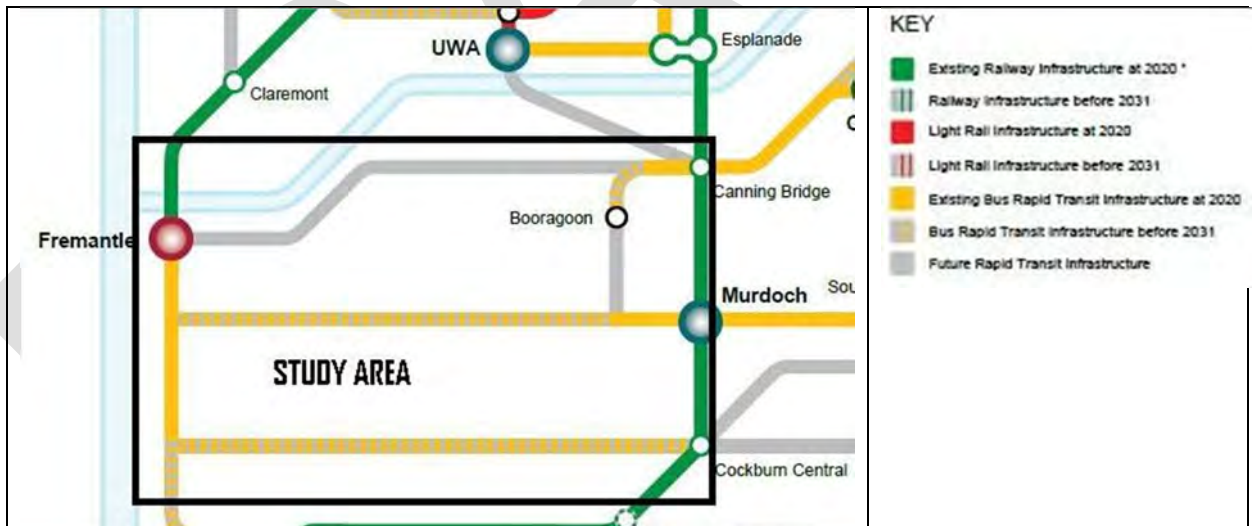 UWA
Esplanade
Claremont
Canning Bridge
Booragoon
Fremantle
Murdoch
Sou
STUDY AREA
Cockburn Central
KEY
Existing Railway Infrastructure at 2020 *
Railway Infrastructure before 2031
Light Rail Infrastructure at 2020
Light Rail Infrastructure before 2031
Existing Bus Rapid Transit Infrastructure at 2020
Bus Rapid Transit Infrastructure before 2031
Future Rapid Transit Infrastructure